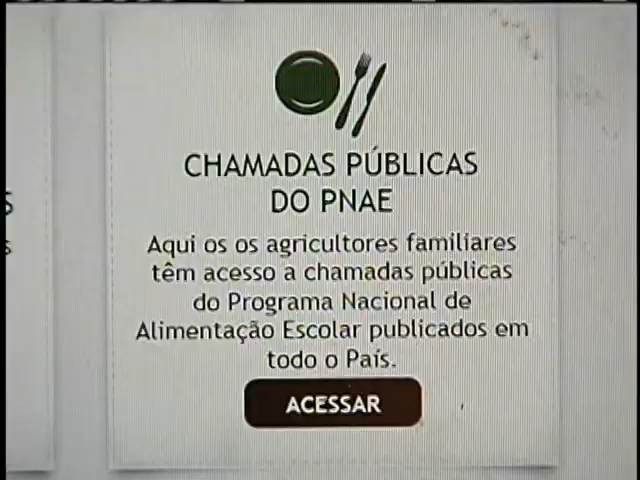 CHAMADAS PÚBLICAS
DO PNAE
Aqui os os agricultores familiares
têm acesso a chamadas públicas
do Programa Nacional de
Alimentação Escolar publicados em
todo o País.
ACESSAR